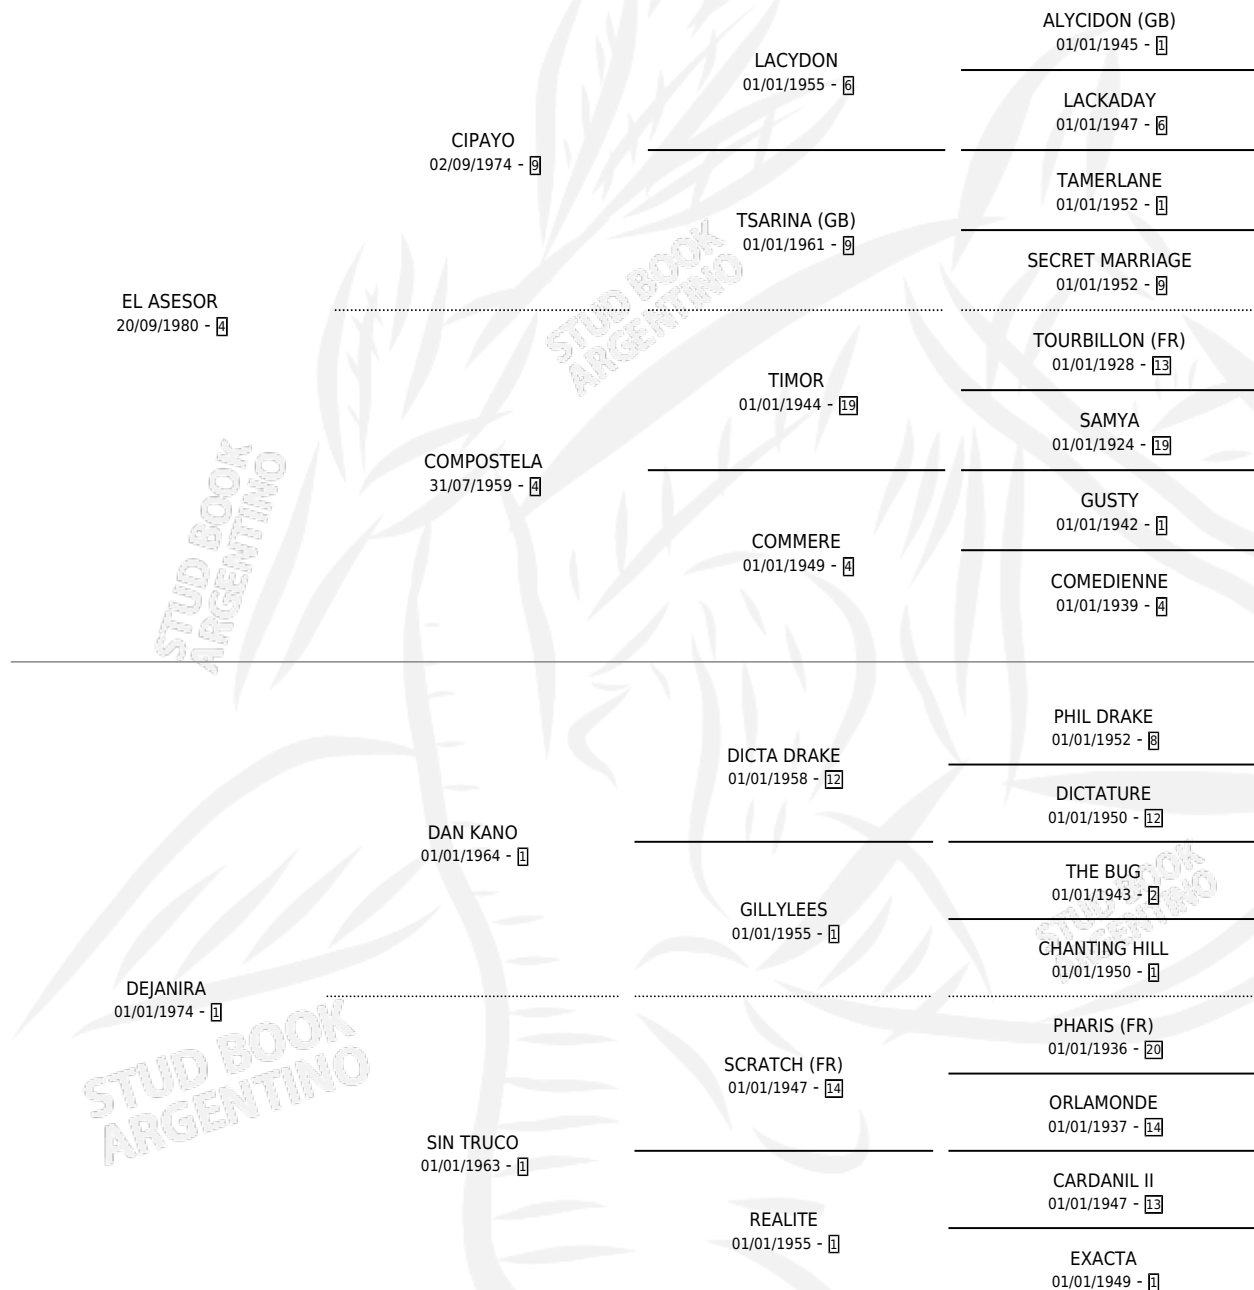 ALYCIDON (GB)
01/01/1945 - 1
LACYDON
01/01/1955 - 6
LACKADAY
01/01/1947 - 6
CIPAYO
02/09/1974 - 9
TAMERLANE
01/01/1952 - 1
TSARINA (GB)
01/01/1961 - 9
SECRET MARRIAGE
01/01/1952 - 9
EL ASESOR
20/09/1980 - 4
STUD BOOK
ARGENTINO
TOURBILLON (FR)
01/01/1928 - 13
TIMOR
01/01/1944 - 19
SAMYA
01/01/1924 - 19
COMPOSTELA
31/07/1959 - 4
GUSTY
01/01/1942 - 1
COMMERE
01/01/1949 - 4
COMEDIENNE
01/01/1939 - 4
STUD BOOK
ARGENTINO
PHIL DRAKE
01/01/1952 - 8
DICTA DRAKE
01/01/1958 - 12
DICTATURE
01/01/1950 - 12
DAN KANO
01/01/1964 - 1
THE BUG
01/01/1943 - 2
GILLYLEES
01/01/1955 - 1
STUD BOOK
ARGENTINO
CHANTING HILL
01/01/1950 - 1
DEJANIRA
01/01/1974 - 1
PHARIS (FR)
01/01/1936 - 20
SCRATCH (FR)
01/01/1947 - 14
ORLAMONDE
01/01/1937 - 14
STUD BOOK
ARGENTINO
SIN TRUCO
01/01/1963 - 1
CARDANIL II
01/01/1947 - 13
REALITE
01/01/1955 - 1
EXACTA
01/01/1949 - 1